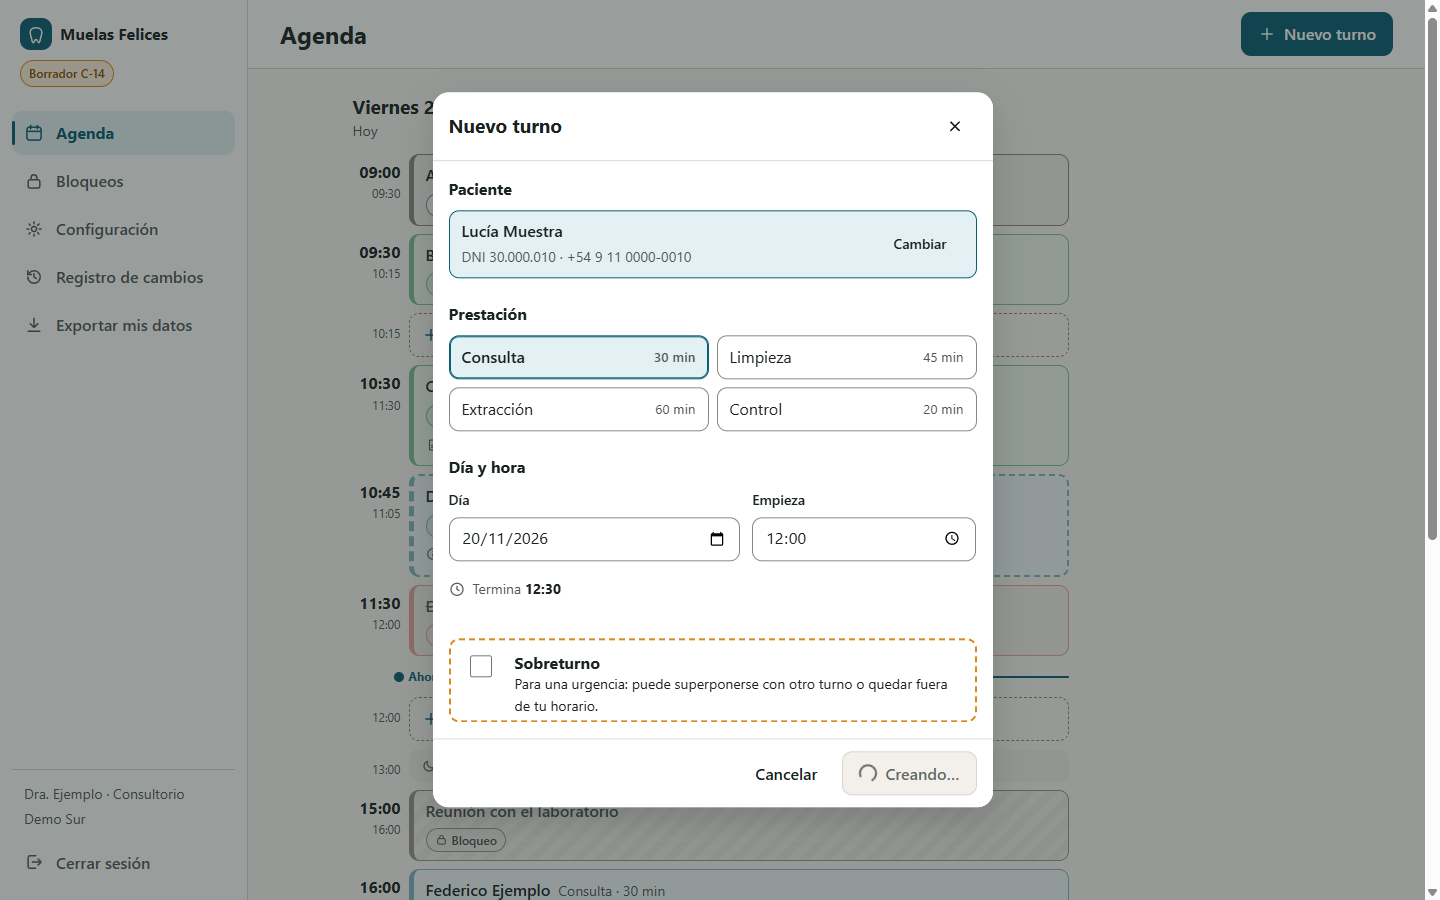 Muelas Felices
Borrador C-14
Agenda
Bloqueos
Configuración
Registro de cambios
Exportar mis datos
Dra. Ejemplo · Consultorio
Demo Sur
Cerrar sesión
Agenda
+ Nuevo turno
Viernes 2
Hoy
09:00
09:30
09:30
10:15
10:15
10:30
11:30
10:45
11:05
11:30
12:00
12:00
13:00
15:00
16:00
Reunión con el laboratorio
Bloqueo
16:00
Federico Ejemplo Consulta · 30 min
Nuevo turno
Paciente
Lucía Muestra
DNI 30.000.010 · +54 9 11 0000-0010
Cambiar
Prestación
Consulta 30 min
Limpieza 45 min
Extracción 60 min
Control 20 min
Día y hora
Día
Empieza
20/11/2026
12:00
Termina 12:30
Sobreturno
Para una urgencia: puede superponerse con otro turno o quedar fuera
de tu horario.
Cancelar
Creando...